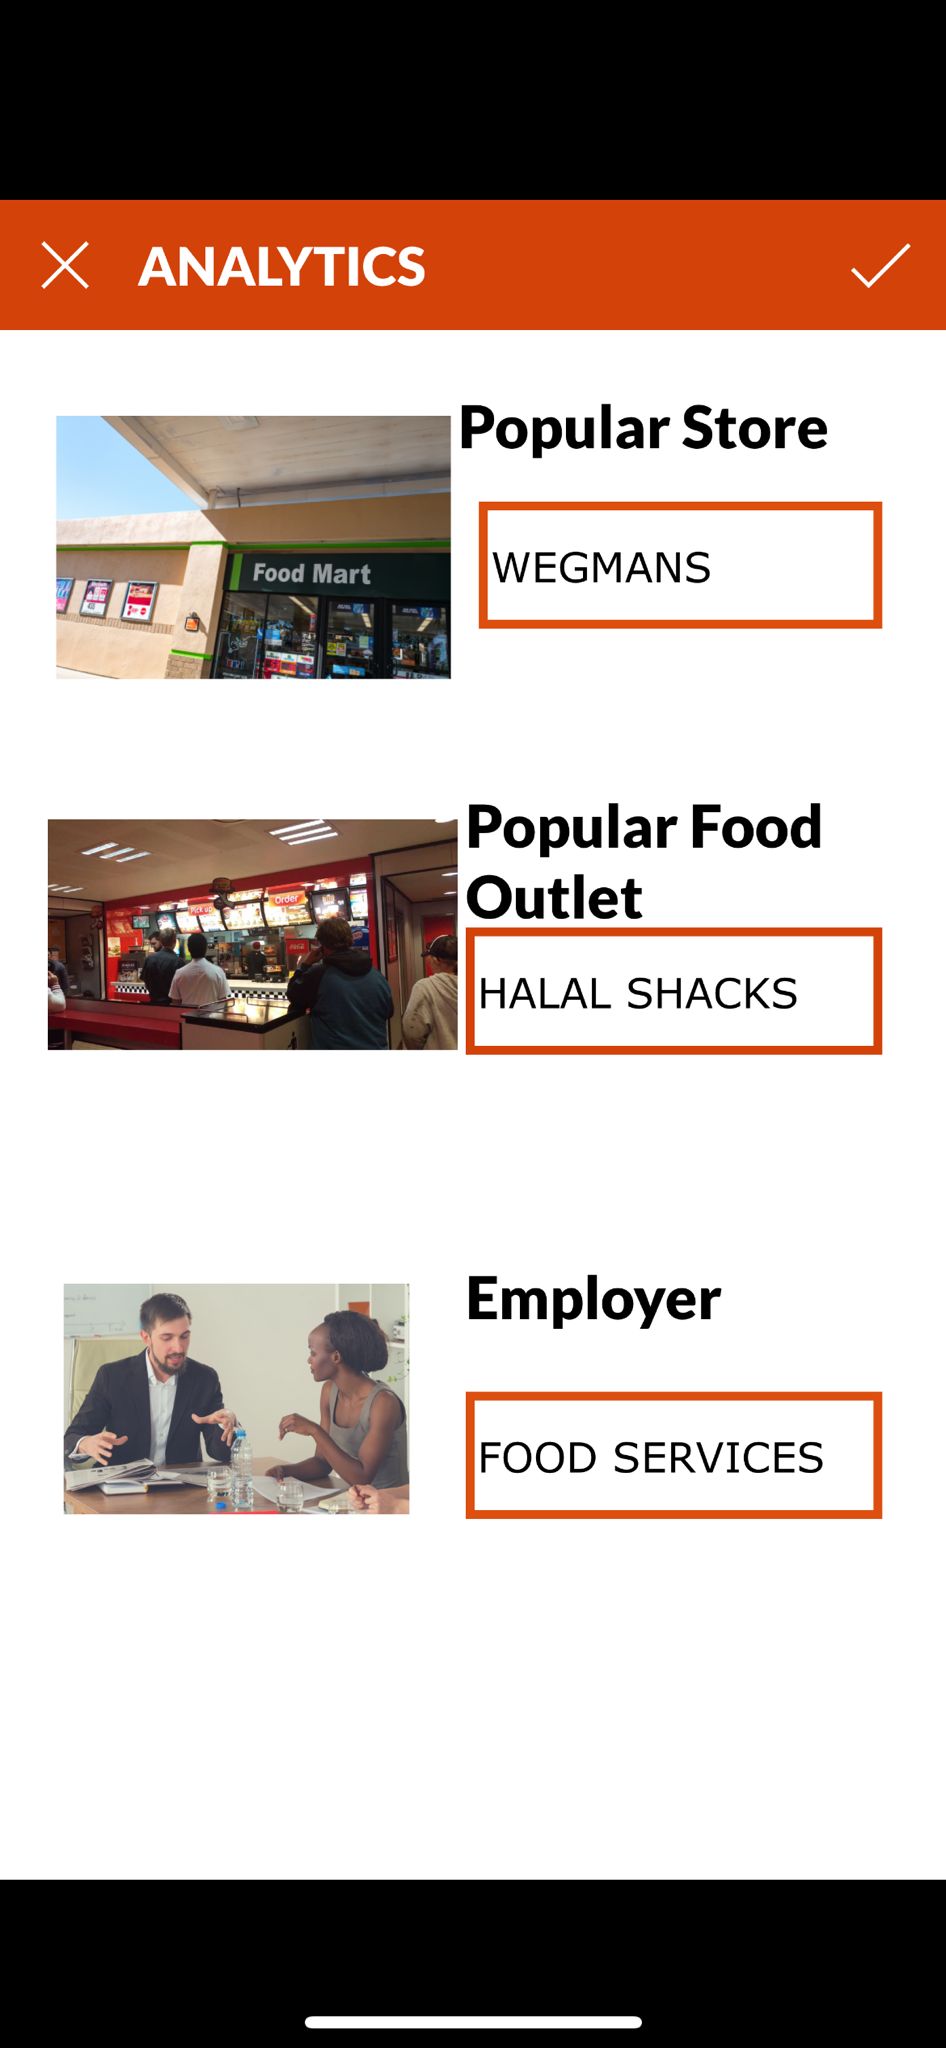 ANALYTICS
Popular Store
Food Mart
WEGMANS
Popular Food
Outlet
Pick up
Order
HALAL SHACKS
Employer
FOOD SERVICES